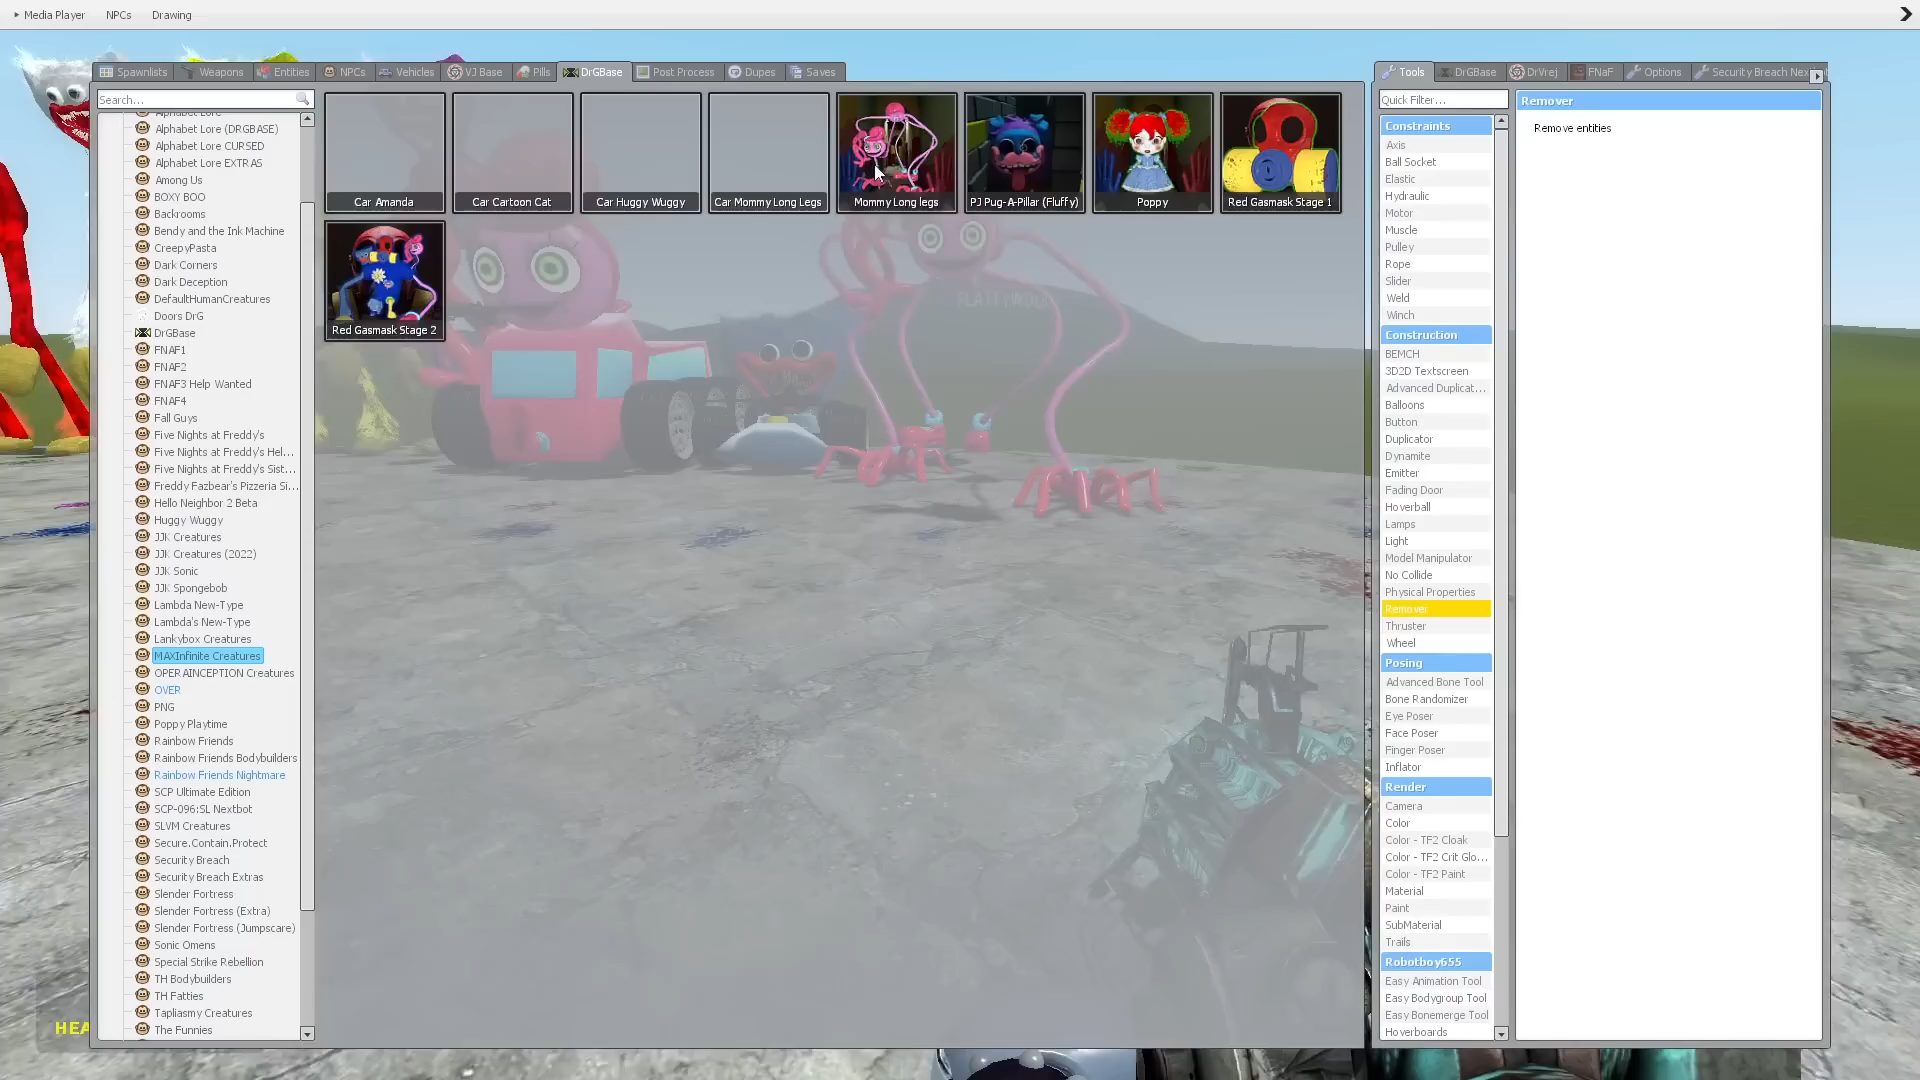 Media Player NPCs Drawing
Spawnlists Weapons Entities NPCs Vehicles VJ Base Pills DrGBase Post Process Dupes Saves
Search...
Alphabet Lore
Alphabet Lore (DRGBASE)
Alphabet Lore CURSED
Alphabet Lore EXTRAS
Among Us
BOXY BOO
Backrooms
Bendy and the Ink Machine
CreepyPasta
Dark Corners
Dark Deception
DefaultHumanCreatures
Doors DrG
DrGBase
FNAF1
FNAF2
FNAF3 Help Wanted
FNAF4
Fall Guys
Five Nights at Freddy's
Five Nights at Freddy's Hel...
Five Nights at Freddy's Sist...
Freddy Fazbear's Pizzeria Si...
Hello Neighbor 2 Beta
Huggy Wuggy
JJK Creatures
JJK Creatures (2022)
JJK Sonic
JJK Spongebob
Lambda New-Type
Lambda's New-Type
Lankybox Creatures
MAXInfinite Creatures
OPERAINCEPTION Creatures
OVER
PNG
Poppy Playtime
Rainbow Friends
Rainbow Friends Bodybuilders
Rainbow Friends Nightmare
SCP Ultimate Edition
SCP-096:SL Nextbot
SLVM Creatures
Secure.Contain.Protect
Security Breach
Security Breach Extras
Slender Fortress
Slender Fortress (Extra)
Slender Fortress (Jumpscare)
Sonic Omens
Special Strike Rebellion
TH Bodybuilders
TH Fatties
Tapliasmy Creatures
The Funnies
Car Amanda
Car Cartoon Cat
Car Huggy Wuggy
Car Mommy Long Legs
Mommy Long legs
PJ Pug-A-Pillar (Fluffy)
Poppy
Red Gasmask Stage 1
Red Gasmask Stage 2
FLATTYWOOD
HEA
Tools DrGBase DrVrej FNaF Options Security Breach Nex
Quick Filter...
Constraints
Axis
Ball Socket
Elastic
Hydraulic
Motor
Muscle
Pulley
Rope
Slider
Weld
Winch
Construction
BEMCH
3D2D Textscreen
Advanced Duplicat...
Balloons
Button
Duplicator
Dynamite
Emitter
Fading Door
Hoverball
Lamps
Light
Model Manipulator
No Collide
Physical Properties
Remover
Thruster
Wheel
Posing
Advanced Bone Tool
Bone Randomizer
Eye Poser
Face Poser
Finger Poser
Inflator
Render
Camera
Color
Color - TF2 Cloak
Color - TF2 Crit Glo...
Color - TF2 Paint
Material
Paint
SubMaterial
Trails
Robotboy655
Easy Animation Tool
Easy Bodygroup Tool
Easy Bonemerge Tool
Hoverboards
Remover
Remove entities